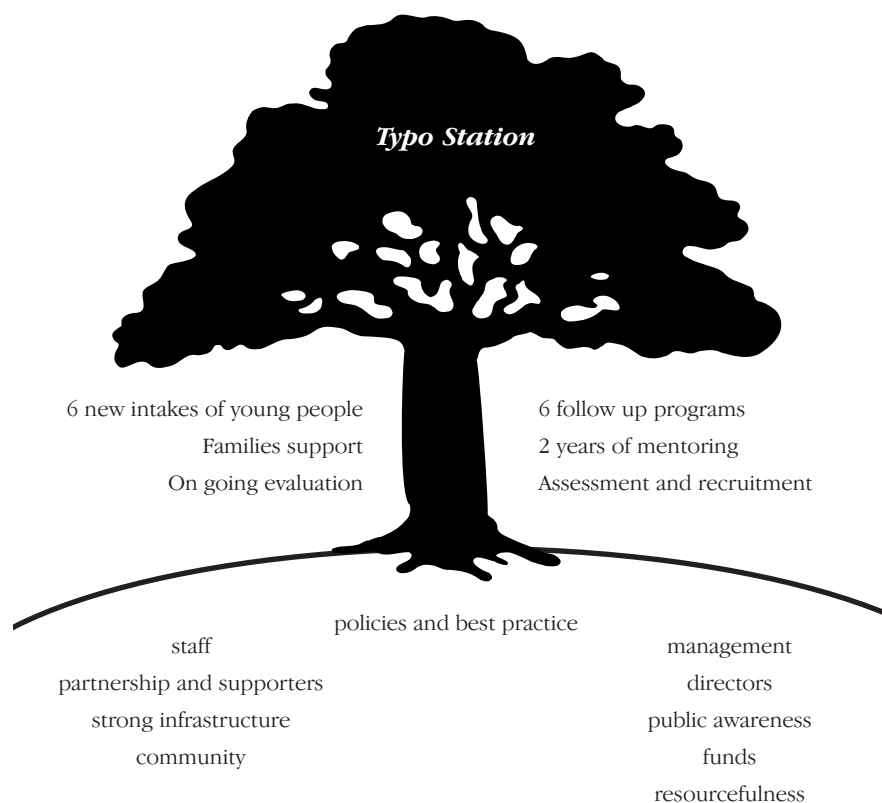 Typo Station
6 new intakes of young people
Families support
On going evaluation
6 follow up programs
2 years of mentoring
Assessment and recruitment
policies and best practice
staff
partnership and supporters
strong infrastructure
community
management
directors
public awareness
funds
resourcefulness